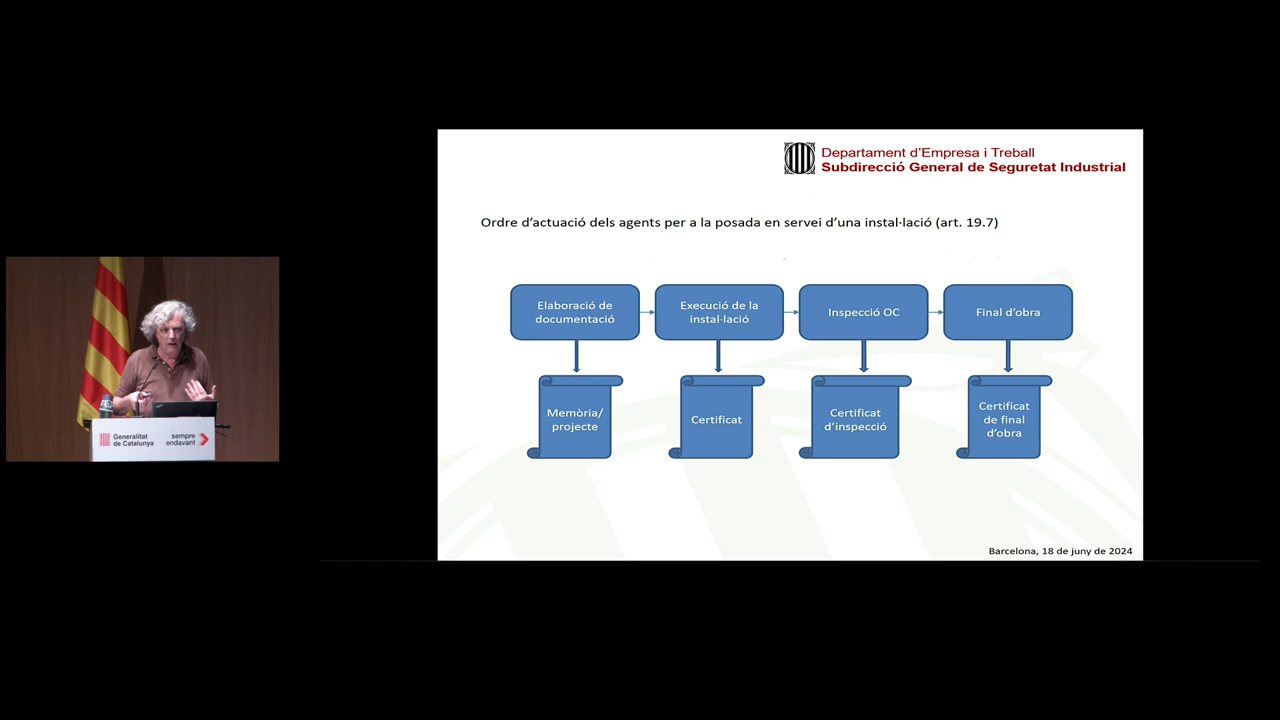 Departament d'Empresa i Treball
Subdirecció General de Seguretat Industrial
Ordre d'actuació dels agents per a la posada en servei d'una instal·lació (art. 19.7)
Elaboració de
documentació
Execució de la
instal·lació
Inspecció OC
Final d'obra
Memòria/
projecte
Certificat
Certificat
d'inspecció
Certificat
de final
d'obra
Barcelona, 18 de juny de 2024
Generalitat
de Catalunya
sempre
endavant